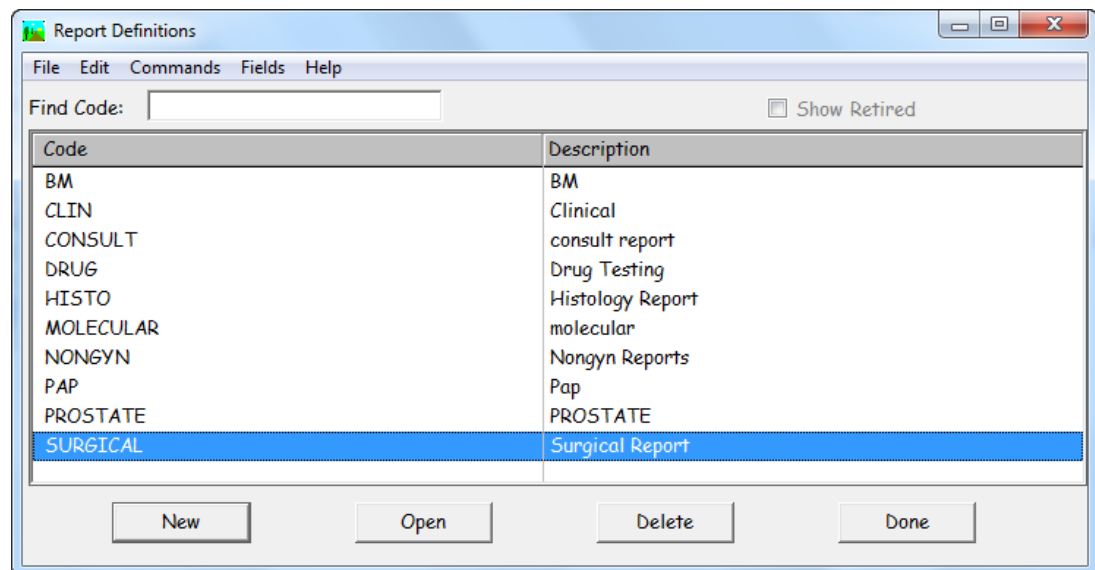 Report Definitions
File Edit Commands Fields Help
Find Code: Show Retired
Code Description
BM BM
CLIN Clinical
CONSULT consult report
DRUG Drug Testing
HISTO Histology Report
MOLECULAR molecular
NONGYN Nongyn Reports
PAP Pap
PROSTATE PROSTATE
SURGICAL Surgical Report
New Open Delete Done